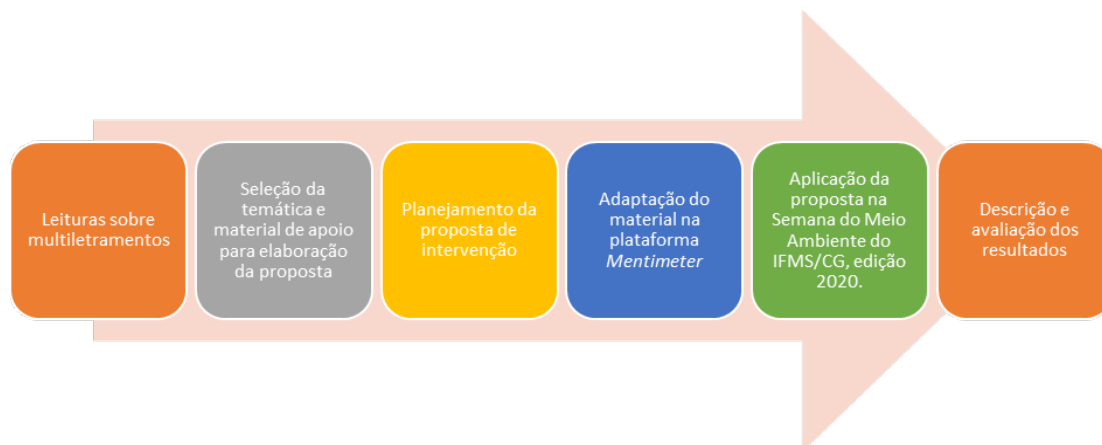 Leituras sobre
multiletramentos
Seleção da
temática e
material de apoio
para elaboração
da proposta
Planejamento da
proposta de
intervenção
Adaptação do
material na
plataforma
Mentimeter
Aplicação da
proposta na
Semana do Meio
Ambiente do
IFMS/CG, edição
2020.
Descrição e
avaliação dos
resultados